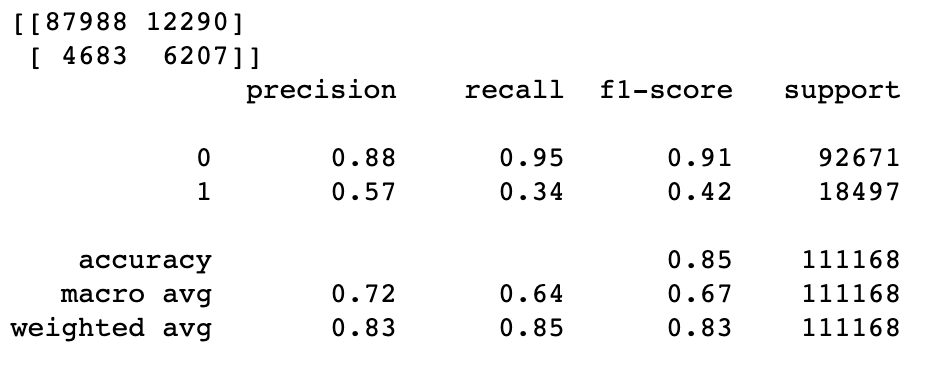 [[87988 12290]
[ 4683 6207]]
precision recall f1-score support
0 0.88 0.95 0.91 92671
1 0.57 0.34 0.42 18497
accuracy 0.85 111168
macro avg 0.72 0.64 0.67 111168
weighted avg 0.83 0.85 0.83 111168